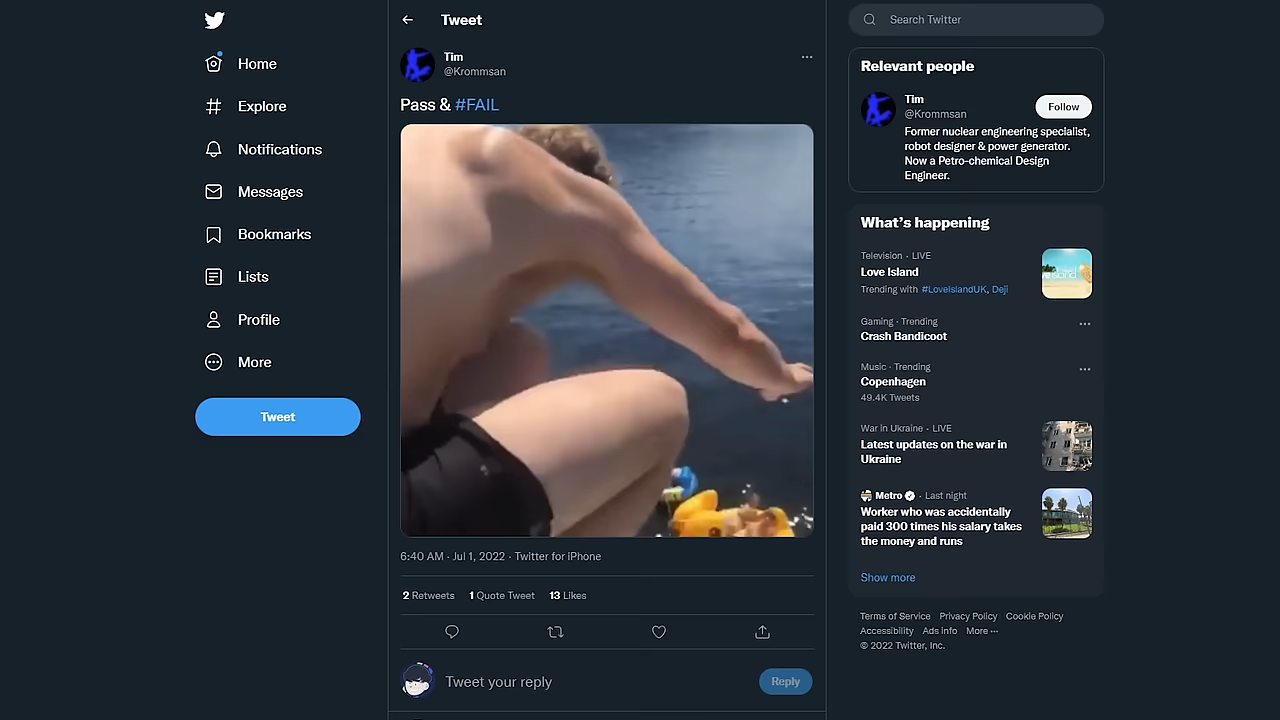 Home
Explore
Notifications
Messages
Bookmarks
Lists
Profile
More
Tweet
Tweet
Tim
@Krommsan
Pass & #FAIL
6:40 AM · Jul 1, 2022 · Twitter for iPhone
2 Retweets 1 Quote Tweet 13 Likes
Tweet your reply
Reply
Search Twitter
Relevant people
Tim
@Krommsan
Follow
Former nuclear engineering specialist,
robot designer & power generator.
Now a Petro-chemical Design
Engineer.
What's happening
Television · LIVE
Love Island
Trending with #LoveIslandUK, Deji
Gaming · Trending
Crash Bandicoot
Music · Trending
Copenhagen
49.4K Tweets
War in Ukraine · LIVE
Latest updates on the war in
Ukraine
Metro · Last night
Worker who was accidentally
paid 300 times his salary takes
the money and runs
Show more
Terms of Service Privacy Policy Cookie Policy
Accessibility Ads info More ···
© 2022 Twitter, Inc.